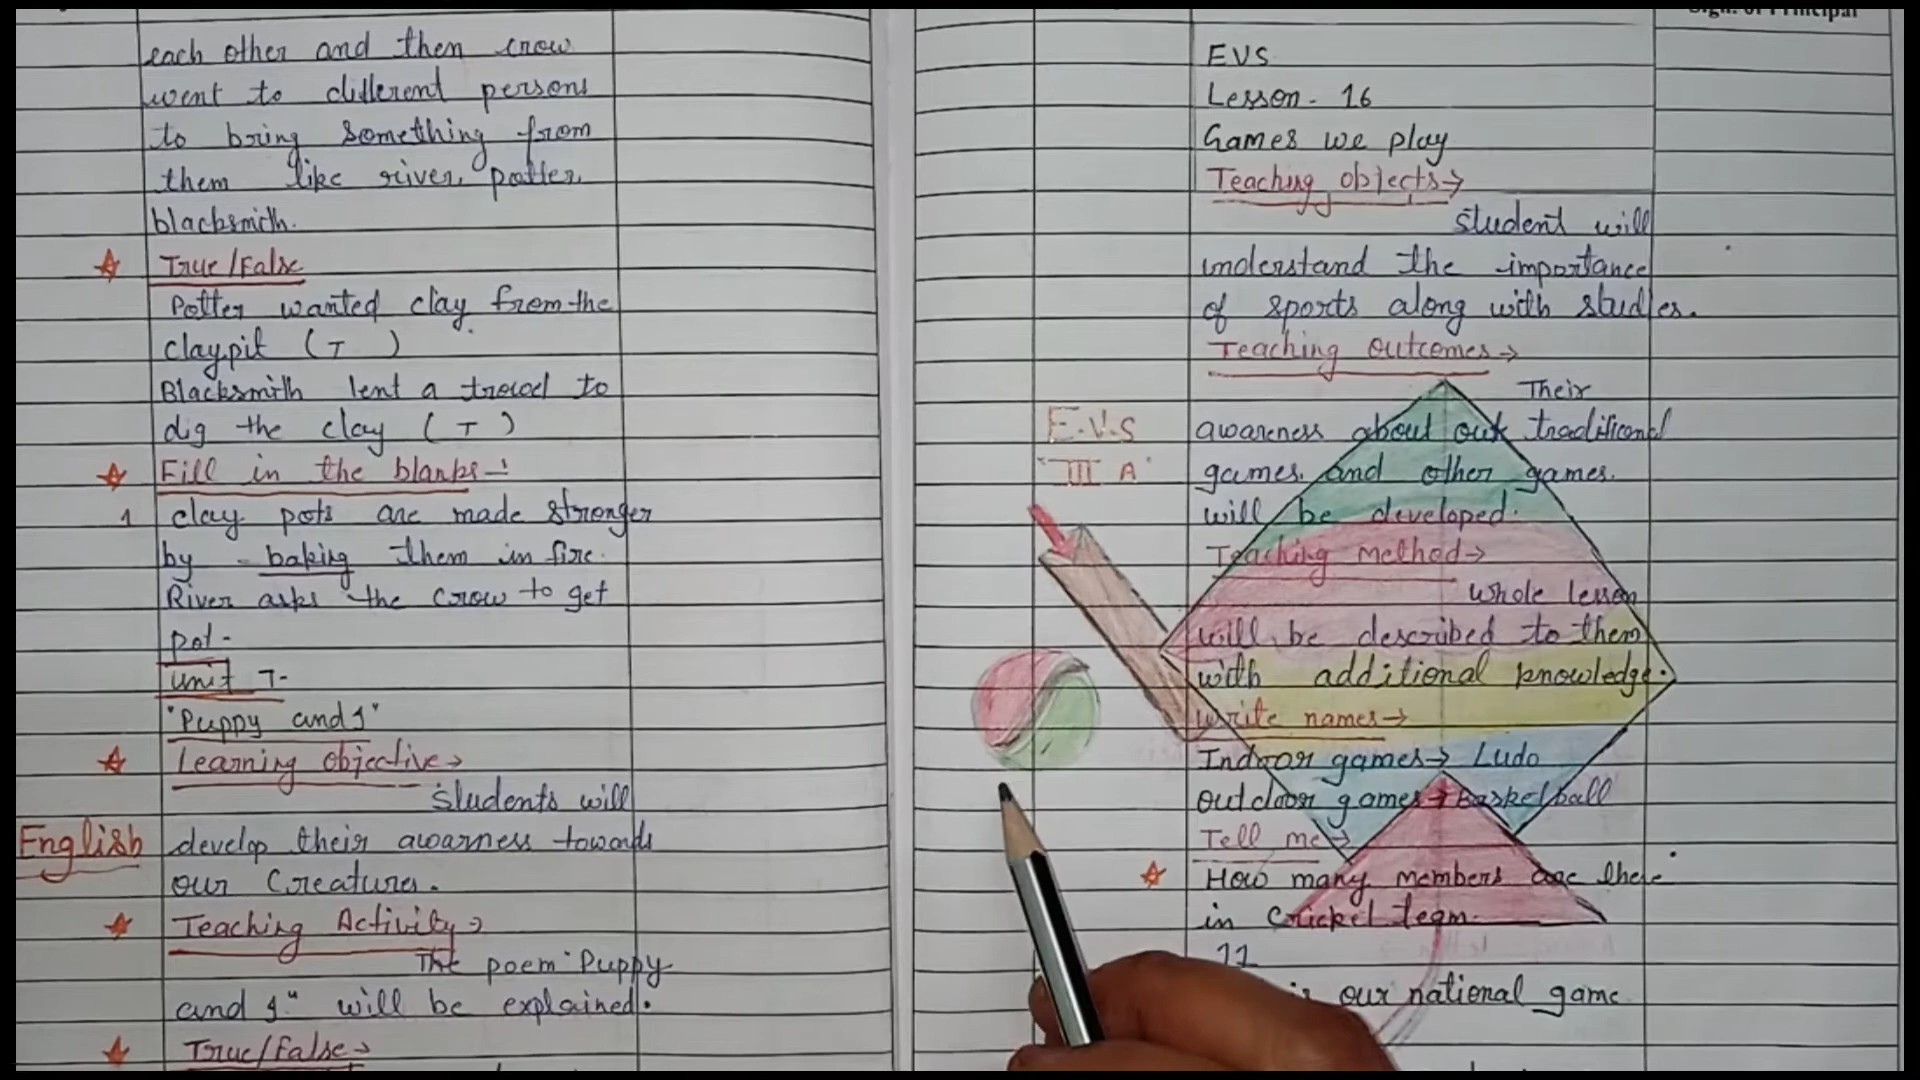 each other and then crow
went to different persons
to bring something from
them like river, potter,
blacksmith.
True/False
Potter wanted clay from the
claypit (T )
Blacksmith lent a trowel to
dig the clay (T )
Fill in the blanks-!
1 clay pots are made stronger
by - baking them in fire.
River asks the crow to get
pot-
unit 7-
"Puppy and I"
Learning objective→
Students will
English
develop their awarness towards
our Creatures.
Teaching Activity→
The poem "Puppy
and I" will be explained.
True/False→
Sign. of Principal
EVS
Lesson- 16
Games we play
Teaching objects→
student will
understand the importance
of sports along with studies.
Teaching outcomes→
Their
E.V.S
III A
awareness about our traditional
games and other games.
will be developed.
Teaching method→
whole lesson
will be described to them
with additional knowledge.
Write names→
Indoor games→ Ludo
outdoor games→ basketball
Tell me→
How many members are there
in cricket team.
11
our national game